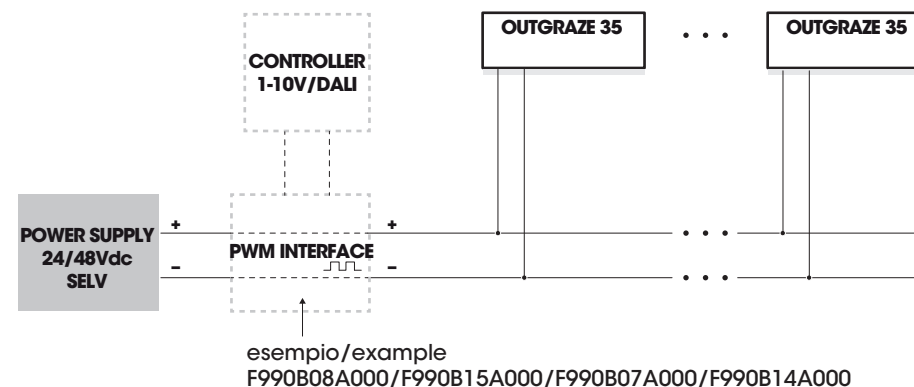 CONTROLLER
1-10V/DALI
OUTGRAZE 35
• • •
OUTGRAZE 35
POWER SUPPLY
24/48Vdc
SELV
+
–
PWM INTERFACE
+
–
• • •
• • •
esempio/example
F990B08A000/F990B15A000/F990B07A000/F990B14A000